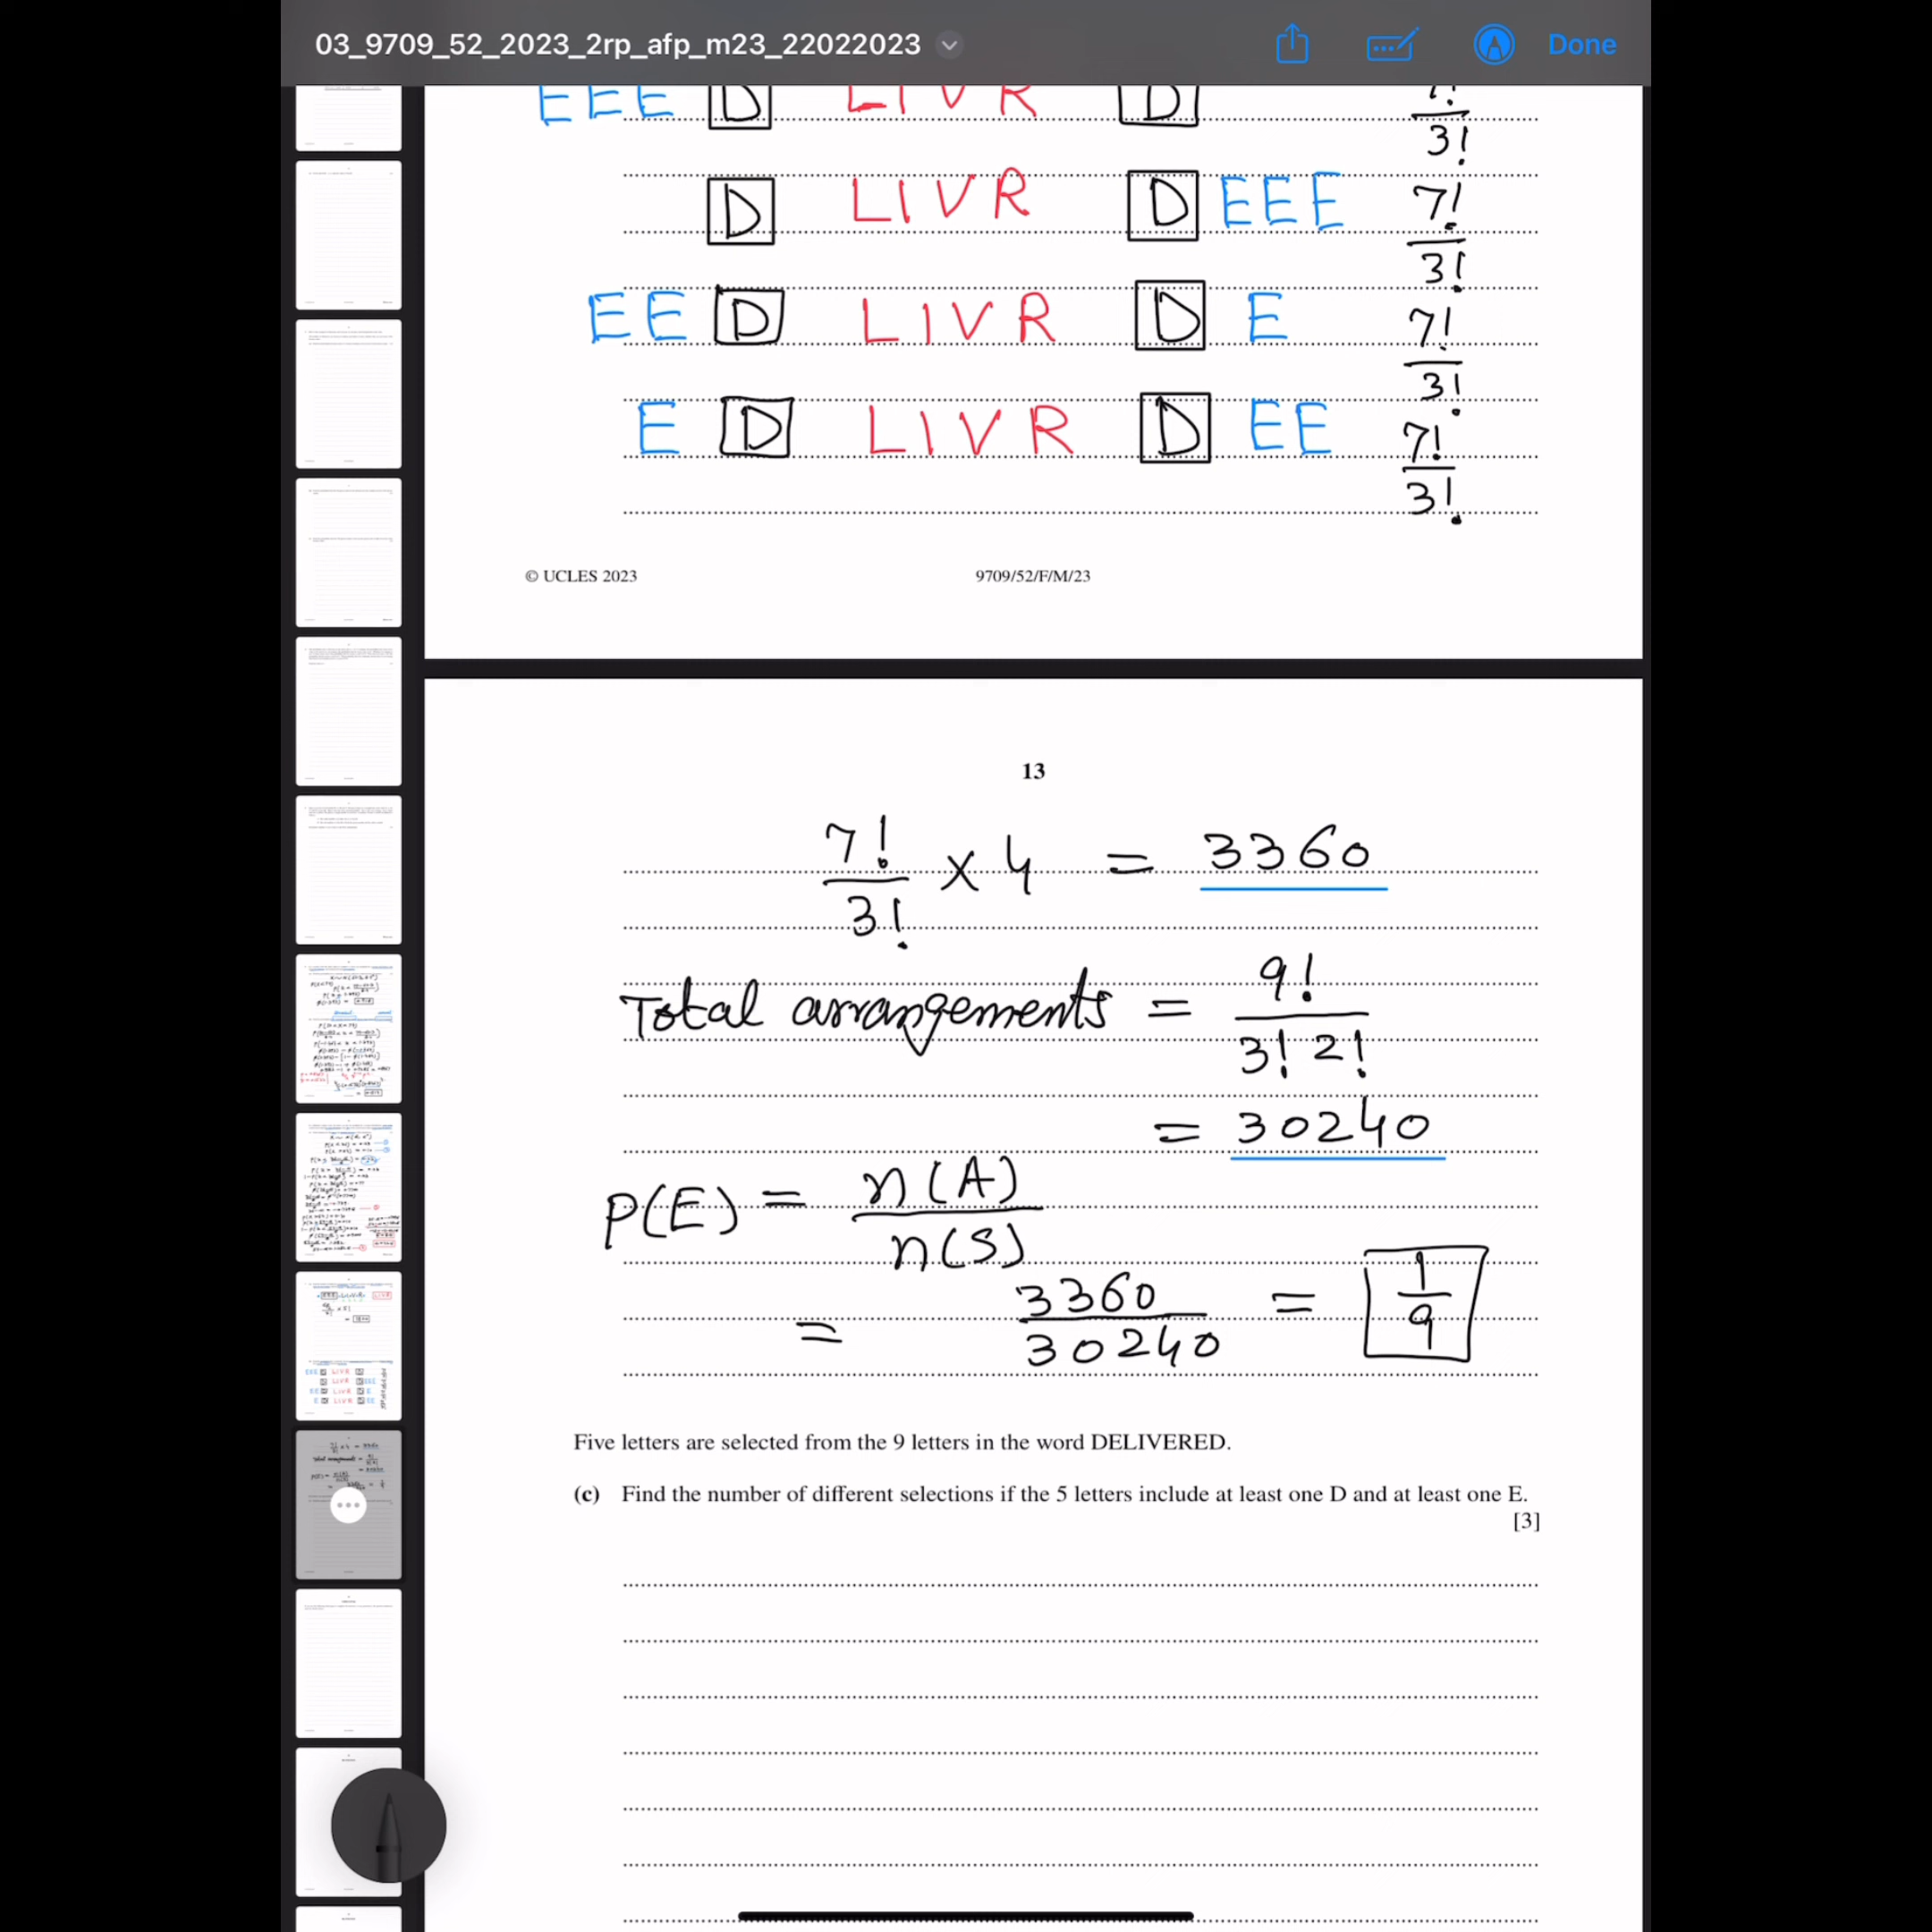 03_9709_52_2023_2rp_afp_m23_22022023
Done
EEE D LIVR D 7!/3!
D LIVR D EEE 7!/3!
EE D LIVR D E 7!/3!
E D LIVR D EE 7!/3!
© UCLES 2023 9709/52/F/M/23
13
7!/3! × 4 = 3360
Total arrangements = 9!/3!2!
= 30240
P(E) = n(A)/n(S)
= 3360/30240 = 1/9
Five letters are selected from the 9 letters in the word DELIVERED.
(c) Find the number of different selections if the 5 letters include at least one D and at least one E.
[3]